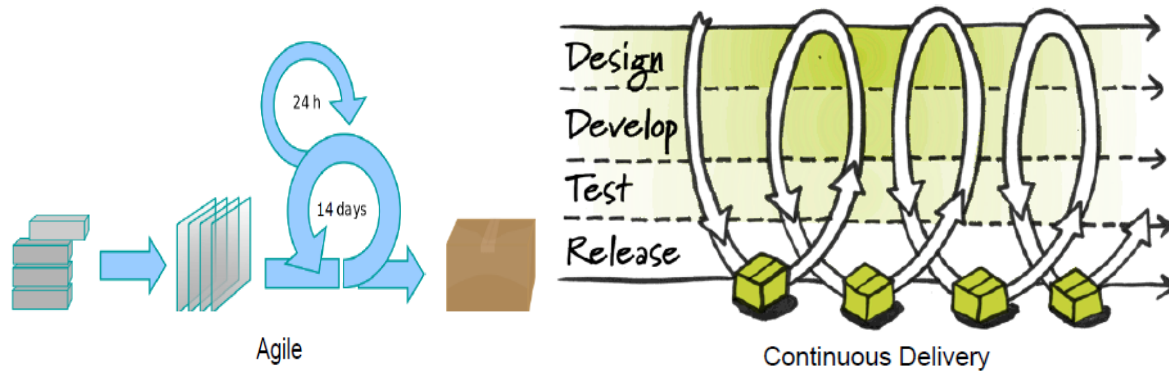 24 h
14 days
Agile
Design
Develop
Test
Release
Continuous Delivery